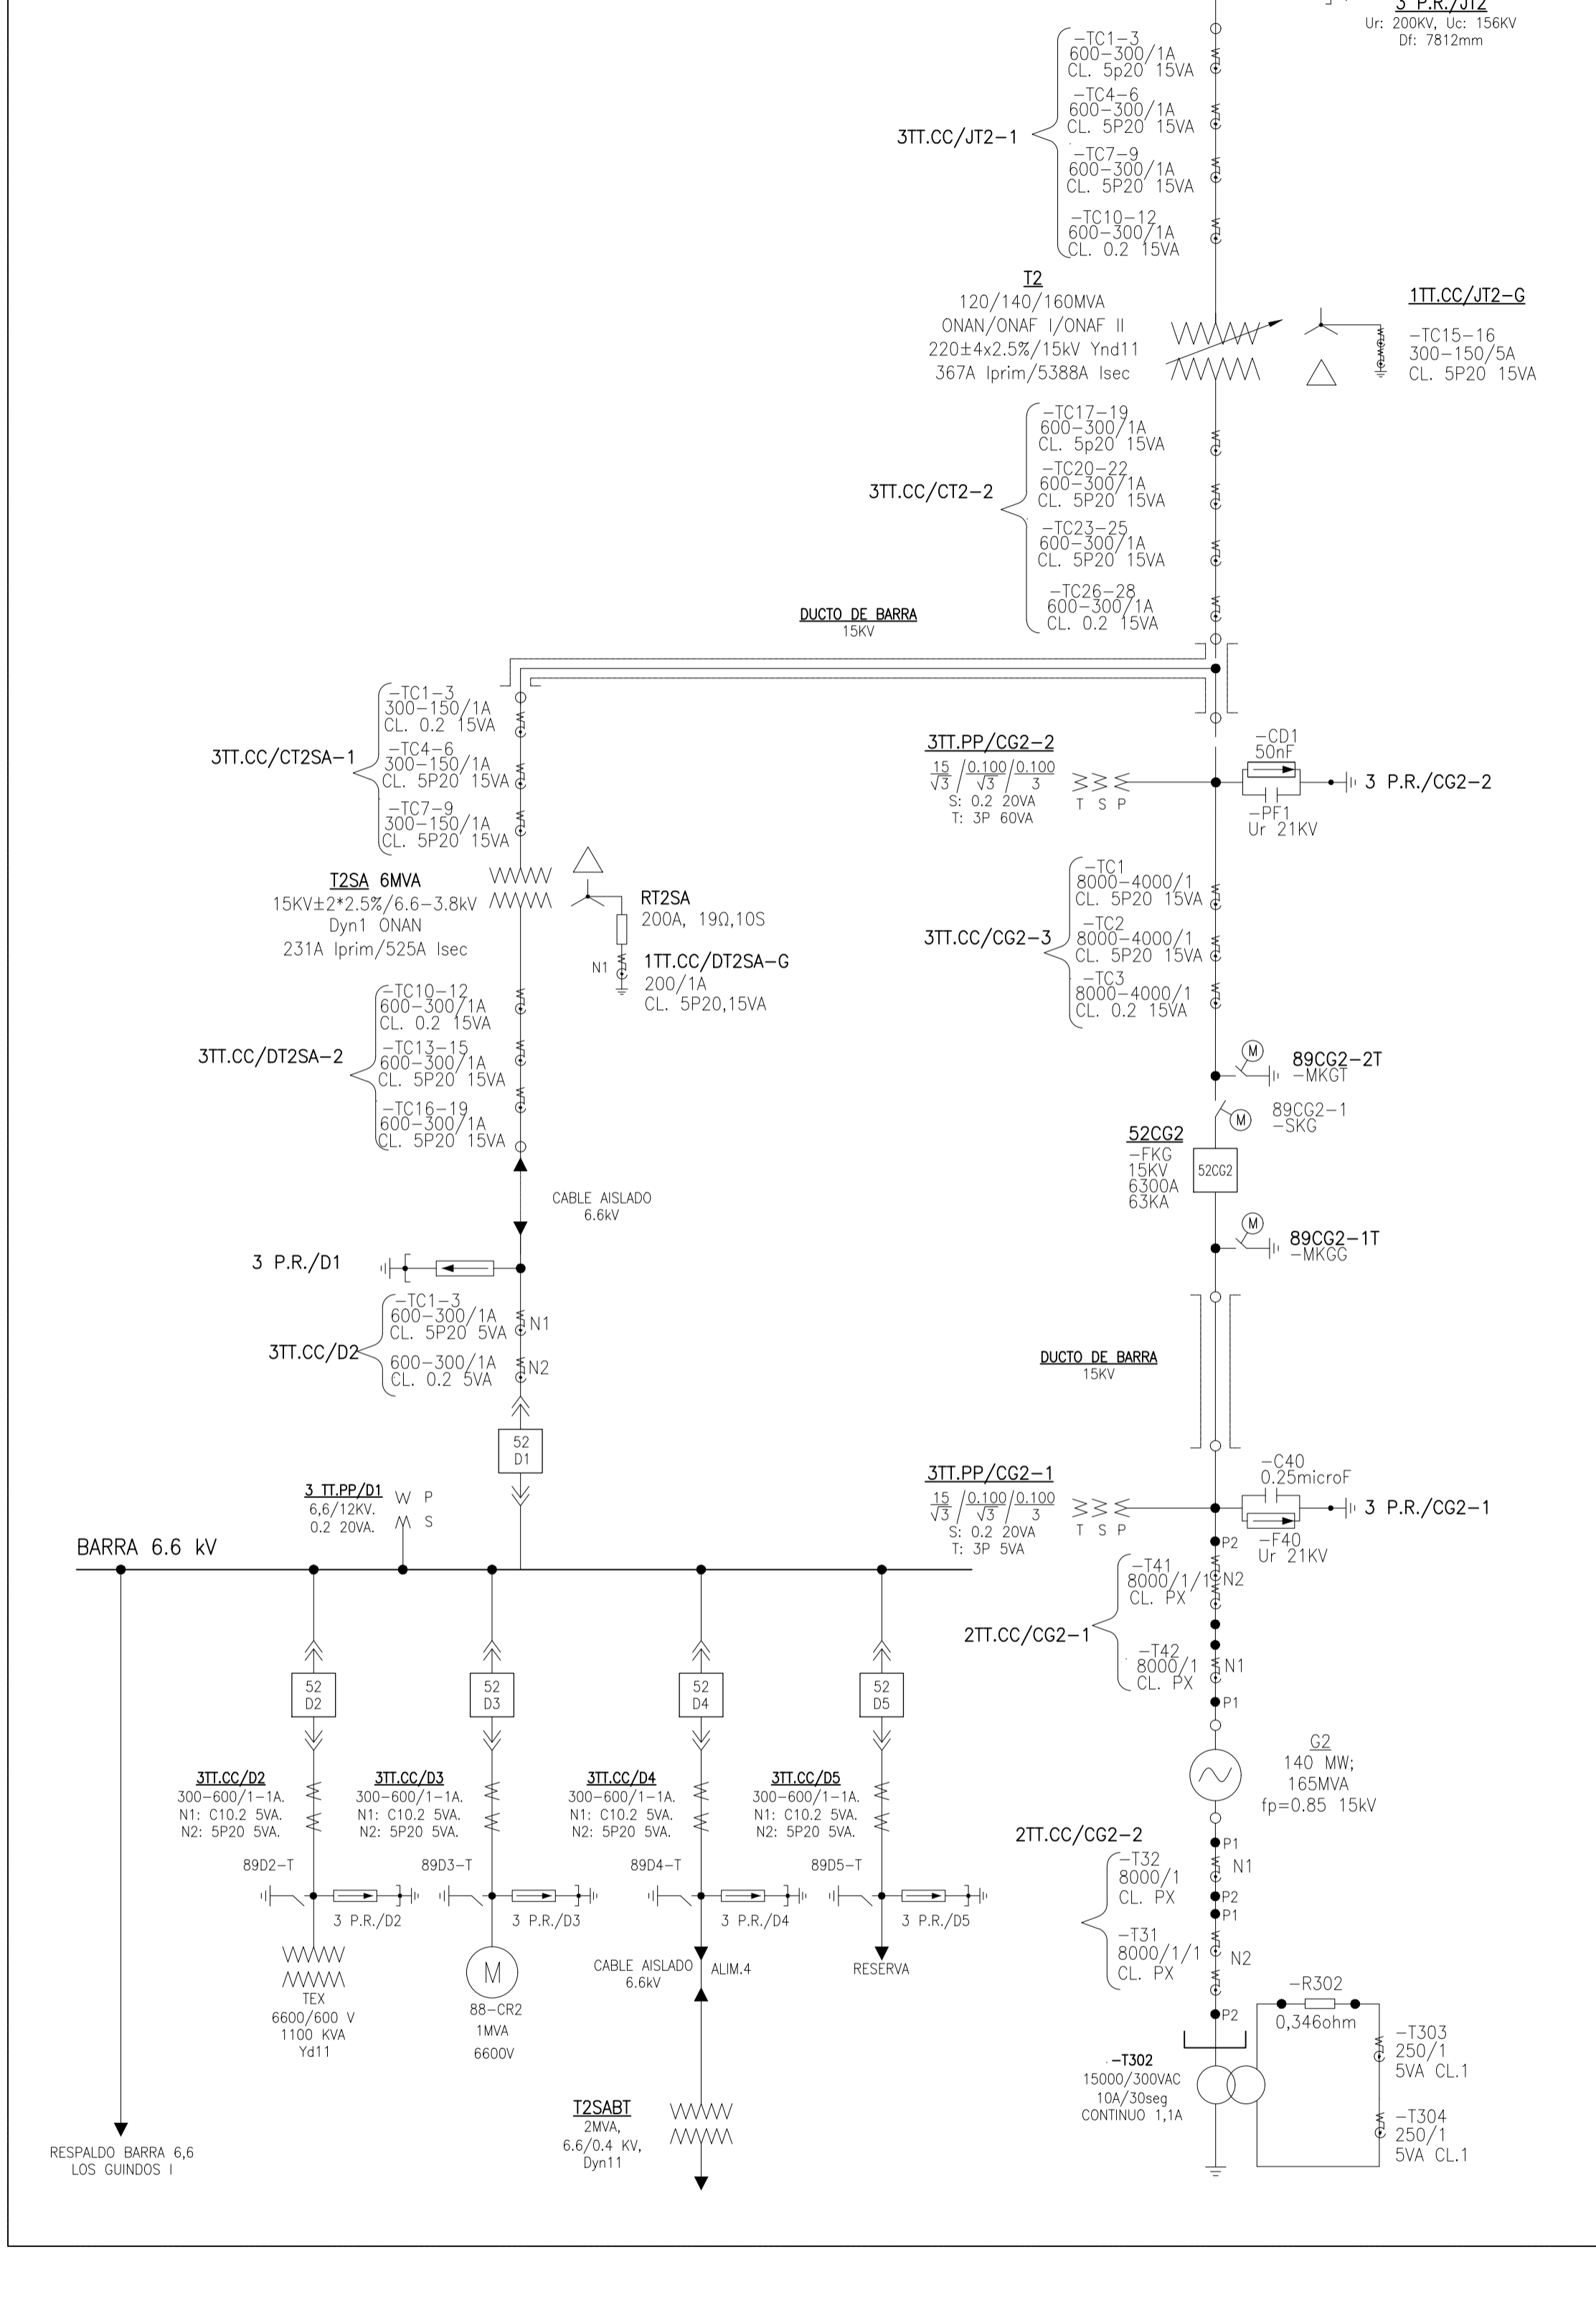 3 P.R./JT2
Ur: 200KV, Uc: 156KV
Df: 7812mm
3TT.CC/JT2-1
-TC1-3
600-300/1A
CL. 5p20 15VA
-TC4-6
600-300/1A
CL. 5P20 15VA
-TC7-9
600-300/1A
CL. 5P20 15VA
-TC10-12
600-300/1A
CL. 0.2 15VA
T2
120/140/160MVA
ONAN/ONAF I/ONAF II
220±4x2.5%/15kV Ynd11
367A Iprim/5388A Isec
1TT.CC/JT2-G
-TC15-16
300-150/5A
CL. 5P20 15VA
3TT.CC/CT2-2
-TC17-19
600-300/1A
CL. 5p20 15VA
-TC20-22
600-300/1A
CL. 5P20 15VA
-TC23-25
600-300/1A
CL. 5P20 15VA
-TC26-28
600-300/1A
CL. 0.2 15VA
DUCTO DE BARRA
15KV
3TT.CC/CT2SA-1
-TC1-3
300-150/1A
CL. 0.2 15VA
-TC4-6
300-150/1A
CL. 5P20 15VA
-TC7-9
300-150/1A
CL. 5P20 15VA
3TT.PP/CG2-2
15/√3 / 0.100/√3 / 0.100/3
S: 0.2 20VA
T: 3P 60VA
T S P
-CD1
50nF
3 P.R./CG2-2
-PF1
Ur 21KV
T2SA 6MVA
15KV±2*2.5%/6.6-3.8kV
Dyn1 ONAN
231A Iprim/525A Isec
RT2SA
200A, 19Ω,10S
N1
1TT.CC/DT2SA-G
200/1A
CL. 5P20,15VA
3TT.CC/CG2-3
-TC1
8000-4000/1
CL. 5P20 15VA
-TC2
8000-4000/1
CL. 5P20 15VA
-TC3
8000-4000/1
CL. 0.2 15VA
3TT.CC/DT2SA-2
-TC10-12
600-300/1A
CL. 0.2 15VA
-TC13-15
600-300/1A
CL. 5P20 15VA
-TC16-19
600-300/1A
CL. 5P20 15VA
M
89CG2-2T
-MKGT
M
89CG2-1
-SKG
52CG2
-FKG
15KV
6300A
63KA
52CG2
M
89CG2-1T
-MKGG
CABLE AISLADO
6.6kV
3 P.R./D1
3TT.CC/D2
-TC1-3
600-300/1A
CL. 5P20 5VA
N1
600-300/1A
CL. 0.2 5VA
N2
52
D1
DUCTO DE BARRA
15KV
3 TT.PP/D1
6,6/12KV.
0.2 20VA.
P
S
BARRA 6.6 kV
3TT.PP/CG2-1
15/√3 / 0.100/√3 / 0.100/3
S: 0.2 20VA
T: 3P 5VA
T S P
-C40
0.25microF
3 P.R./CG2-1
-F40
Ur 21KV
P2
2TT.CC/CG2-1
-T41
8000/1/1
CL. PX
N2
-T42
8000/1
CL. PX
N1
P1
52
D2
52
D3
52
D4
52
D5
3TT.CC/D2
300-600/1-1A.
N1: C10.2 5VA.
N2: 5P20 5VA.
3TT.CC/D3
300-600/1-1A.
N1: C10.2 5VA.
N2: 5P20 5VA.
3TT.CC/D4
300-600/1-1A.
N1: C10.2 5VA.
N2: 5P20 5VA.
3TT.CC/D5
300-600/1-1A.
N1: C10.2 5VA.
N2: 5P20 5VA.
G2
140 MW;
165MVA
fp=0.85 15kV
89D2-T
89D3-T
89D4-T
89D5-T
3 P.R./D2
3 P.R./D3
3 P.R./D4
3 P.R./D5
2TT.CC/CG2-2
P1
-T32
8000/1
CL. PX
N1
P2
P1
-T31
8000/1/1
CL. PX
N2
P2
TEX
6600/600 V
1100 KVA
Yd11
M
88-CR2
1MVA
6600V
CABLE AISLADO
6.6kV
ALIM.4
RESERVA
-R302
0,346ohm
-T303
250/1
5VA CL.1
-T302
15000/300VAC
10A/30seg
CONTINUO 1,1A
-T304
250/1
5VA CL.1
T2SABT
2MVA,
6.6/0.4 KV,
Dyn11
RESPALDO BARRA 6,6
LOS GUINDOS I